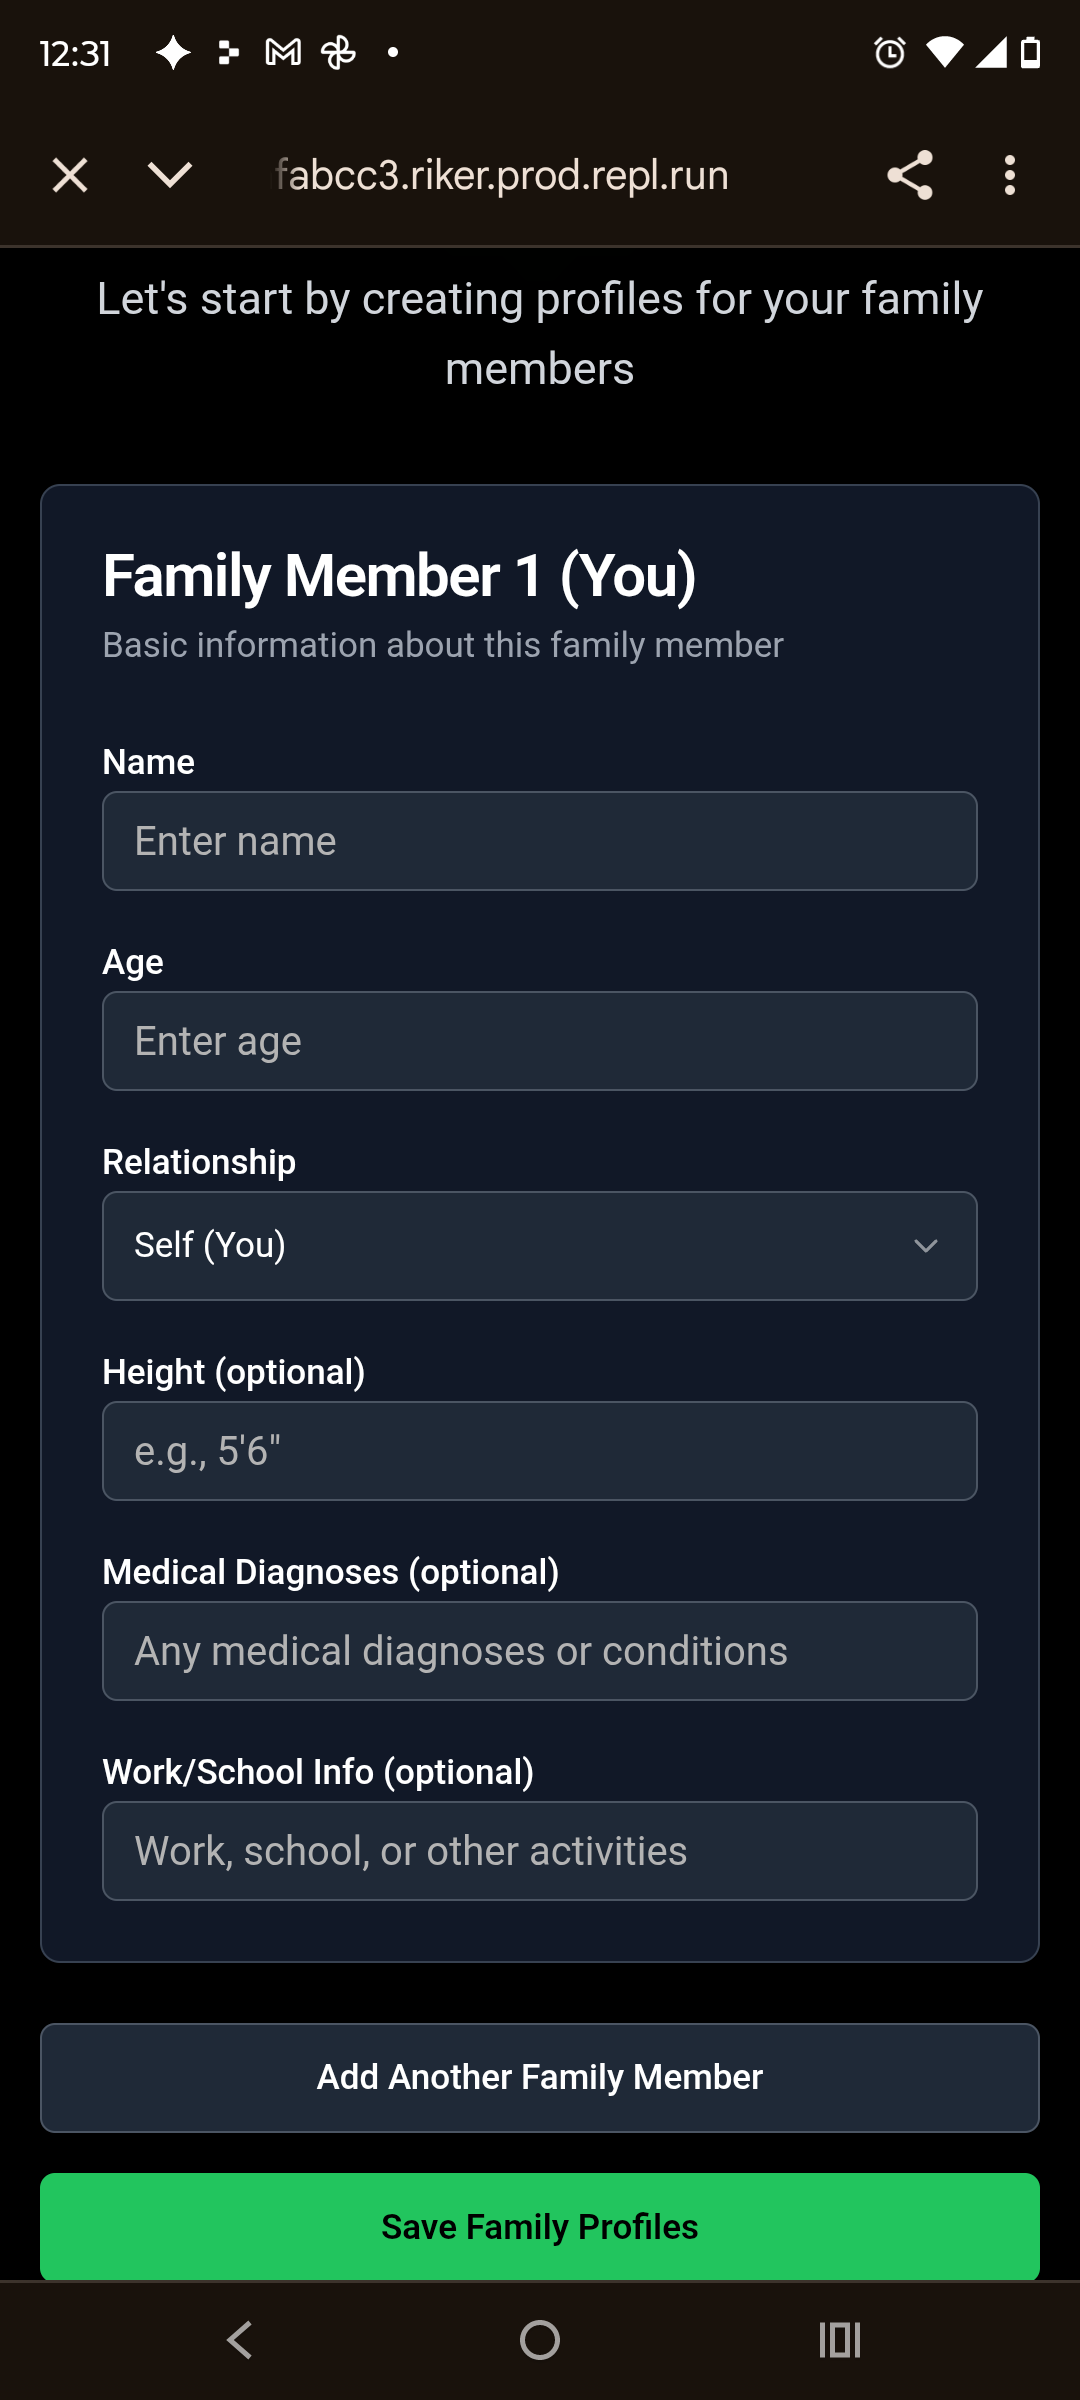 12:31
fabcc3.riker.prod.repl.run
Let's start by creating profiles for your family
members
Family Member 1 (You)
Basic information about this family member
Name
Enter name
Age
Enter age
Relationship
Self (You)
Height (optional)
e.g., 5'6"
Medical Diagnoses (optional)
Any medical diagnoses or conditions
Work/School Info (optional)
Work, school, or other activities
Add Another Family Member
Save Family Profiles